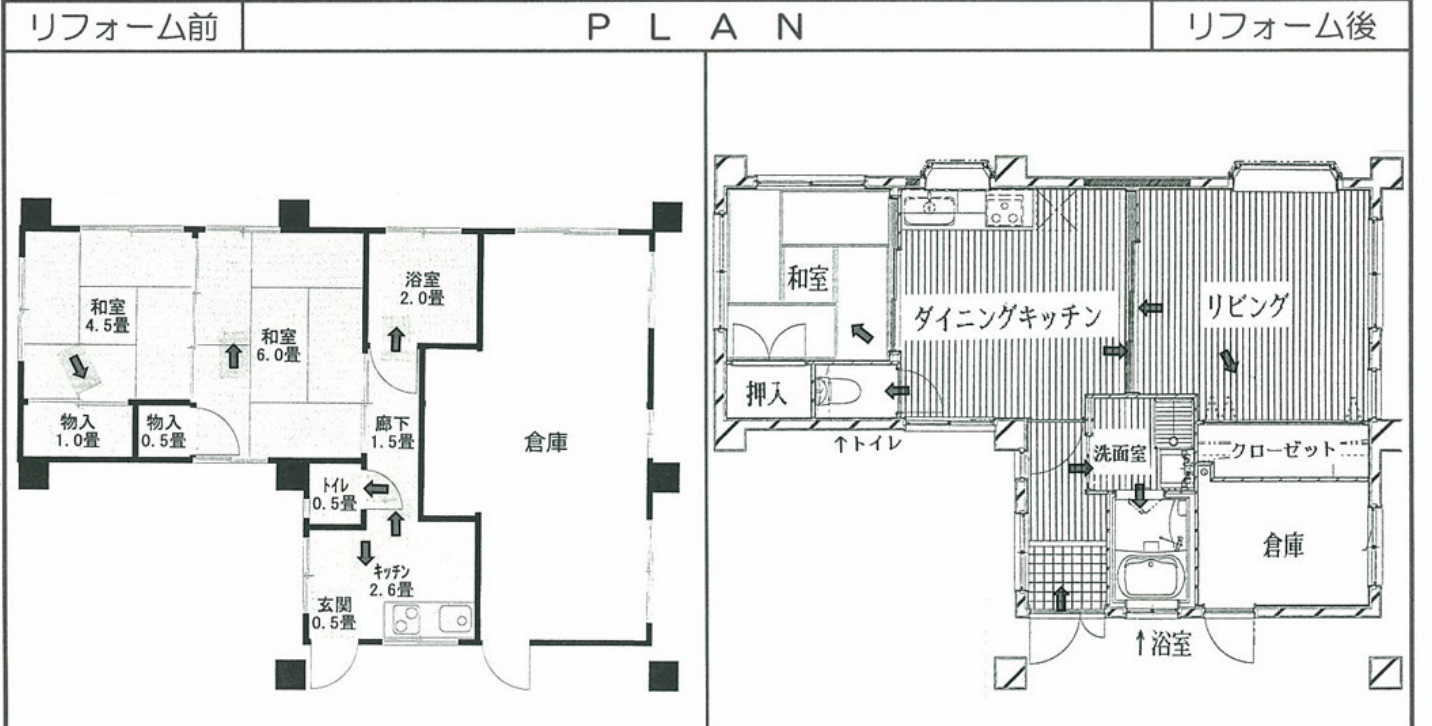 リフォーム前
PLAN
リフォーム後
浴室
2.0畳
和室
4.5畳
和室
6.0畳
物入
1.0畳
物入
0.5畳
廊下
1.5畳
倉庫
トイレ
0.5畳
キッチン
2.6畳
玄関
0.5畳
和室
ダイニングキッチン
リビング
押入
↑トイレ
洗面室
クローゼット
倉庫
↑浴室